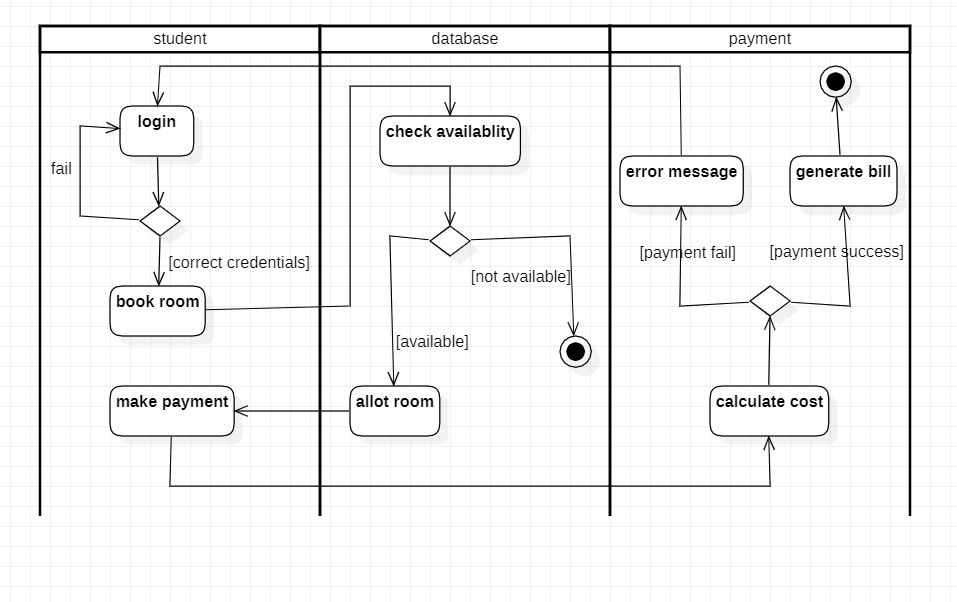 student
database
payment
login
check availablity
fail
error message
generate bill
[correct credentials]
[not available]
[payment fail]
[payment success]
book room
[available]
make payment
allot room
calculate cost